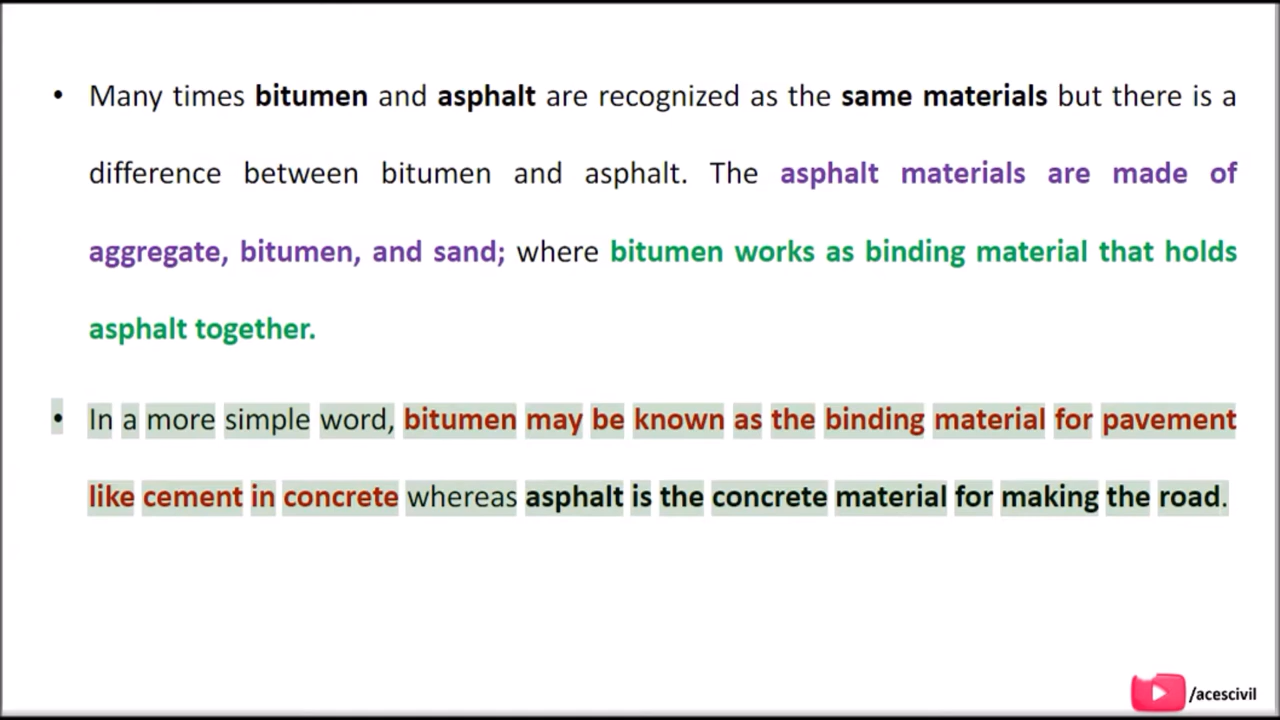 • Many times bitumen and asphalt are recognized as the same materials but there is a
difference between bitumen and asphalt. The asphalt materials are made of
aggregate, bitumen, and sand; where bitumen works as binding material that holds
asphalt together.
• In a more simple word, bitumen may be known as the binding material for pavement
like cement in concrete whereas asphalt is the concrete material for making the road.
/acescivil